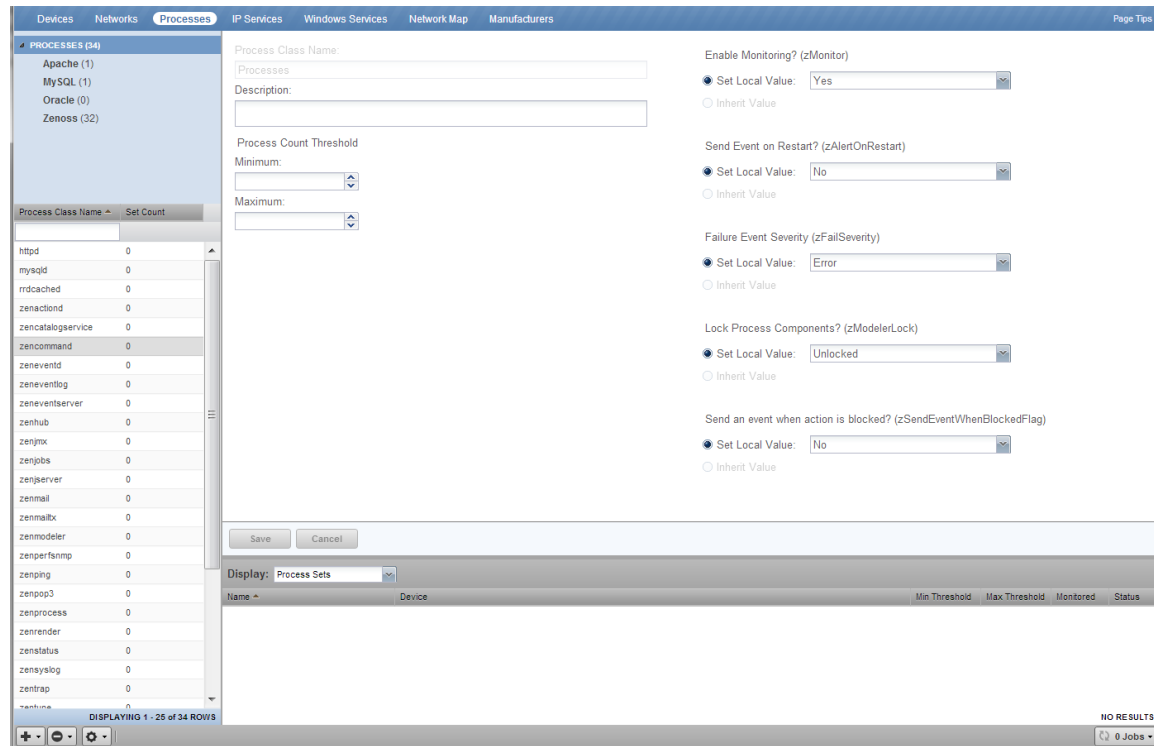 Devices Networks Processes IP Services Windows Services Network Map Manufacturers Page Tips
PROCESSES (34)
Apache (1)
MySQL (1)
Oracle (0)
Zenoss (32)
Process Class Name Set Count
httpd 0
mysqld 0
rrdcached 0
zenactiond 0
zencatalogservice 0
zencommand 0
zeneventd 0
zeneventlog 0
zeneventserver 0
zenhub 0
zenjmx 0
zenjobs 0
zenjserver 0
zenmail 0
zenmailtx 0
zenmodeler 0
zenperfsnmp 0
zenping 0
zenpop3 0
zenprocess 0
zenrender 0
zenstatus 0
zensyslog 0
zentrap 0
zentune 0
DISPLAYING 1 - 25 of 34 ROWS
Process Class Name:
Processes
Description:
Process Count Threshold
Minimum:
Maximum:
Enable Monitoring? (zMonitor)
Set Local Value: Yes
Inherit Value
Send Event on Restart? (zAlertOnRestart)
Set Local Value: No
Inherit Value
Failure Event Severity (zFailSeverity)
Set Local Value: Error
Inherit Value
Lock Process Components? (zModelerLock)
Set Local Value: Unlocked
Inherit Value
Send an event when action is blocked? (zSendEventWhenBlockedFlag)
Set Local Value: No
Inherit Value
Save Cancel
Display: Process Sets
Name Device Min Threshold Max Threshold Monitored Status
NO RESULTS
0 Jobs